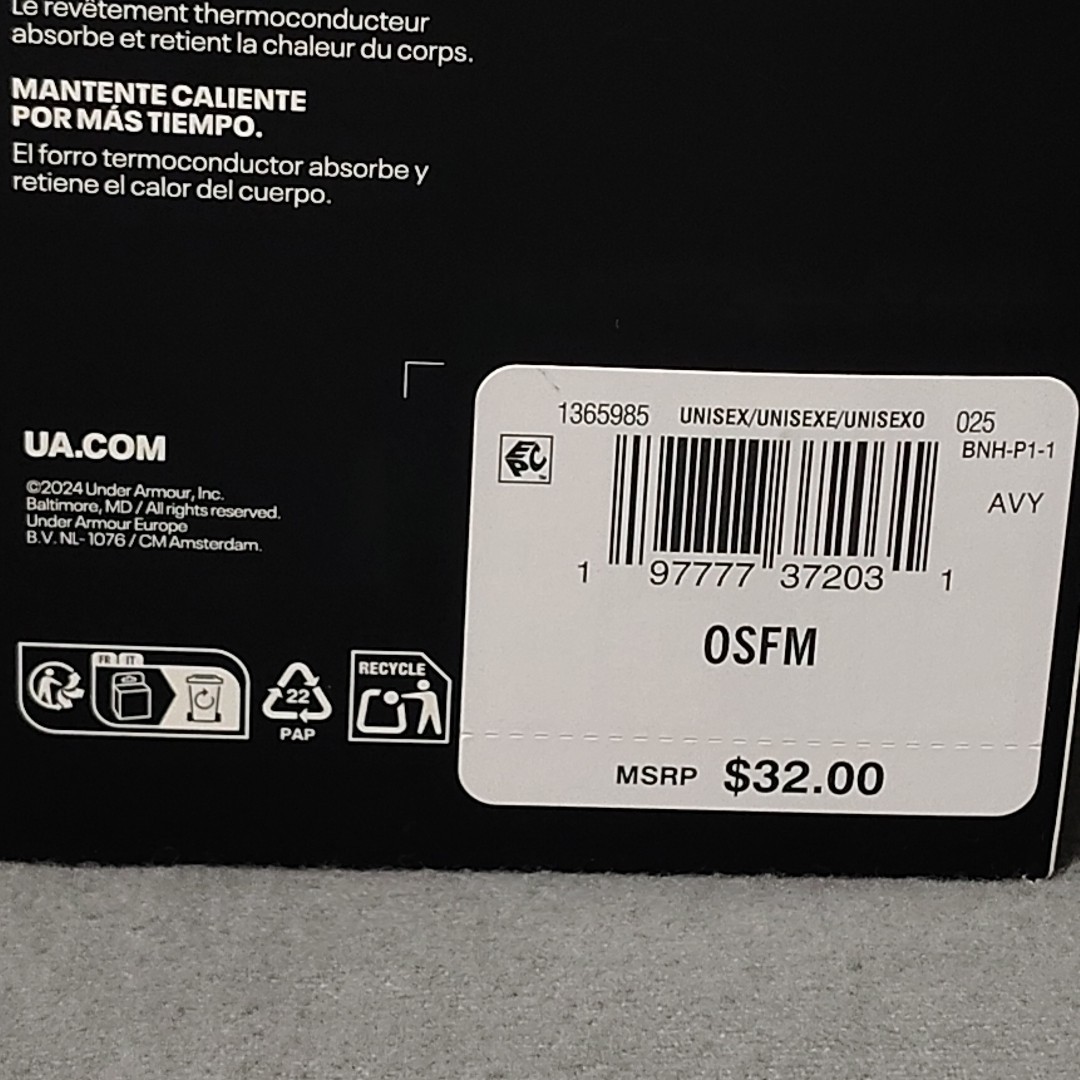 Le revêtement thermoconducteur
absorbe et retient la chaleur du corps.
MANTENTE CALIENTE
POR MÁS TIEMPO.
El forro termoconductor absorbe y
retiene el calor del cuerpo.
UA.COM
©2024 Under Armour, Inc.
Baltimore, MD / All rights reserved.
Under Armour Europe
B.V. NL-1076 / CM Amsterdam.
FR IT
22
PAP
RECYCLE
1365985 UNISEX/UNISEXE/UNISEXO 025
BNH-P1-1
EPC
AVY
1 97777 37203 1
OSFM
MSRP $32.00